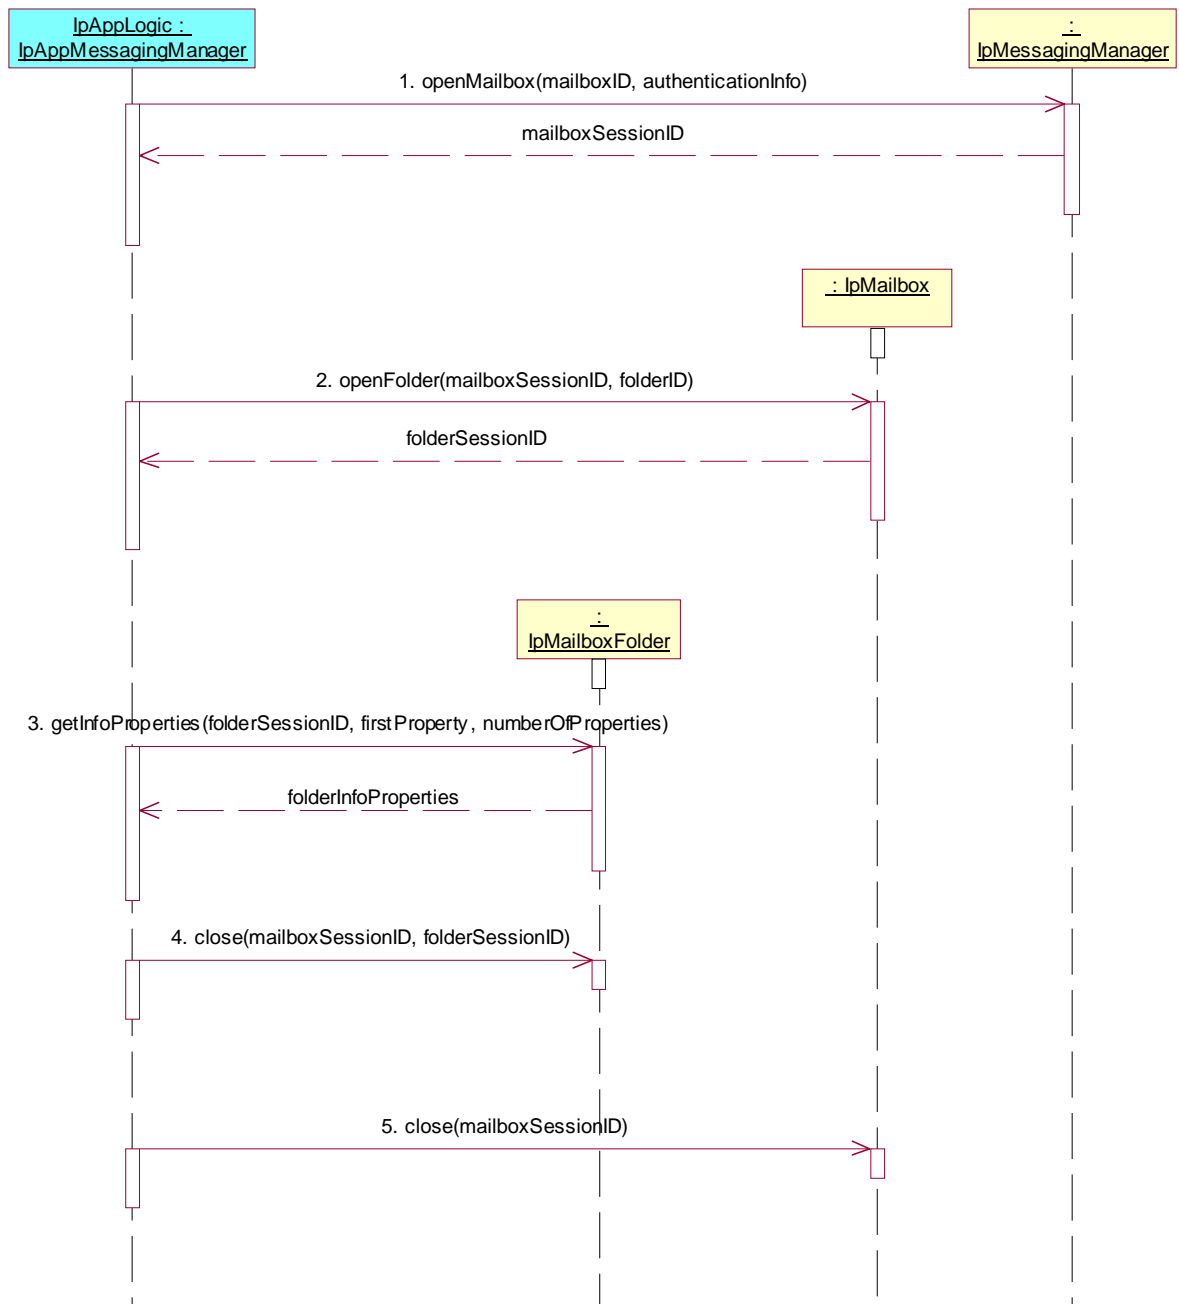 IpAppLogic :
IpAppMessagingManager
:
IpMessagingManager
1. openMailbox(mailboxID, authenticationInfo)
mailboxSessionID
: IpMailbox
2. openFolder(mailboxSessionID, folderID)
folderSessionID
:
IpMailboxFolder
3. getInfoProperties(folderSessionID, firstProperty, numberOfProperties)
folderInfoProperties
4. close(mailboxSessionID, folderSessionID)
5. close(mailboxSessionID)